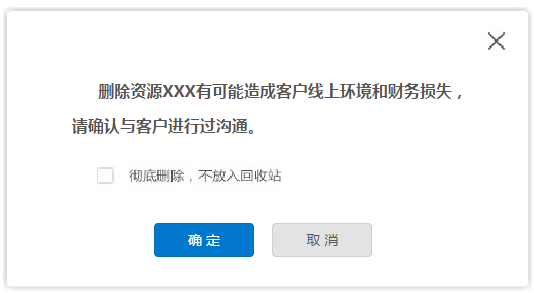 删除资源XXX有可能造成客户线上环境和财务损失，
请确认与客户进行过沟通。
彻底删除，不放入回收站
确 定 取 消